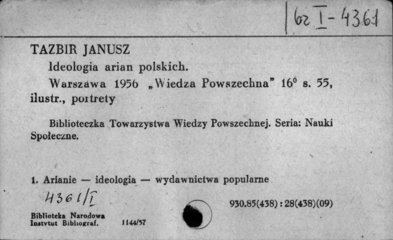 bz I - 4361
TAZBIR JANUSZ
Ideologia arian polskich.
Warszawa 1956 „Wiedza Powszechna” 16⁰ s. 55,
ilustr., portrety
Biblioteczka Towarzystwa Wiedzy Powszechnej. Seria: Nauki
Społeczne.
1. Arianie — ideologia — wydawnictwa popularne
4361/I
930.85(438) : 28(438)(09)
Biblioteka Narodowa
Instytut Bibliograf. 1144/57